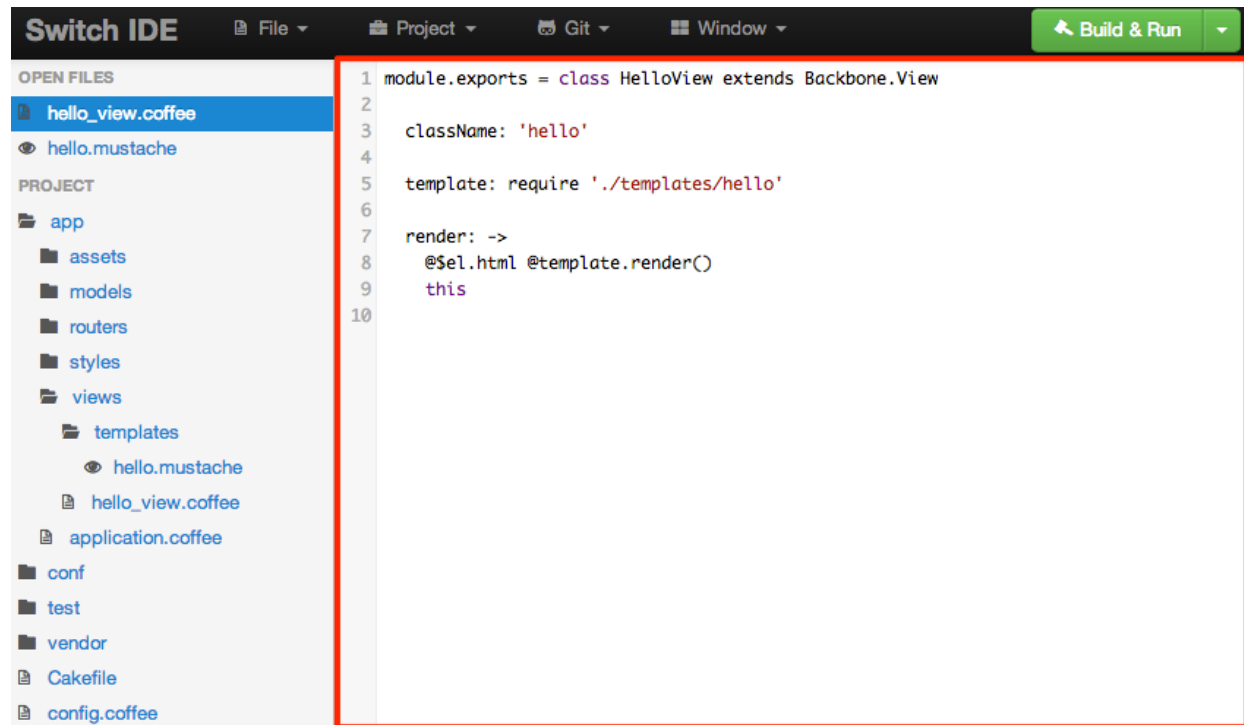 Switch IDE File Project Git Window Build & Run
OPEN FILES
hello_view.coffee
hello.mustache
PROJECT
app
assets
models
routers
styles
views
templates
hello.mustache
hello_view.coffee
application.coffee
conf
test
vendor
Cakefile
config.coffee
1 module.exports = class HelloView extends Backbone.View
2
3 className: 'hello'
4
5 template: require './templates/hello'
6
7 render: ->
8 @$el.html @template.render()
9 this
10